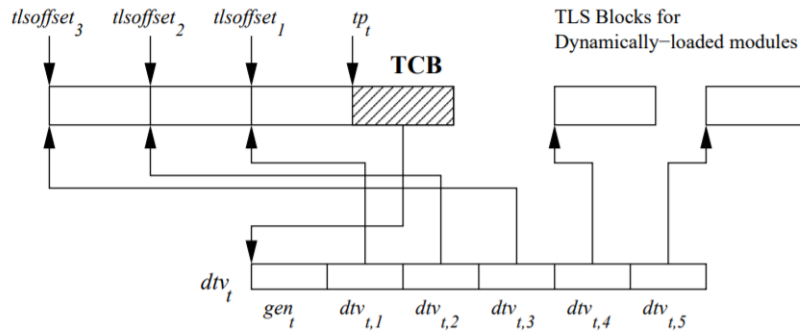 tlsoffset3 tlsoffset2 tlsoffset1 tpt
TLS Blocks for
Dynamically−loaded modules
TCB
dtvt
gent dtvt,1 dtvt,2 dtvt,3 dtvt,4 dtvt,5